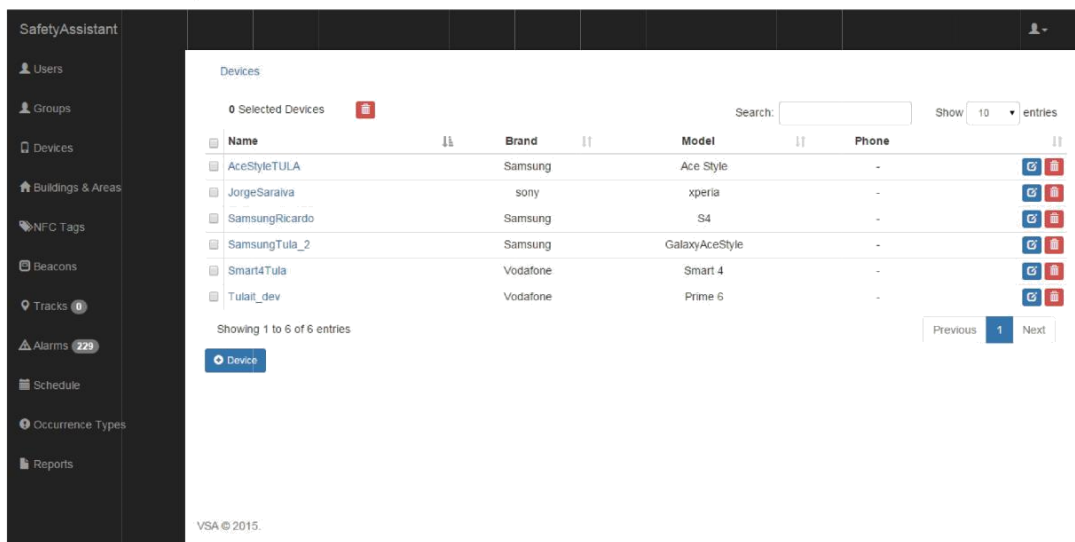 SafetyAssistant
Users
Groups
Devices
Buildings & Areas
NFC Tags
Beacons
Tracks 0
Alarms 229
Schedule
Occurrence Types
Reports
Devices
0 Selected Devices
Search:
Show 10 entries
Name Brand Model Phone
AceStyleTULA Samsung Ace Style -
JorgeSaraiva sony xperia -
SamsungRicardo Samsung S4 -
SamsungTula_2 Samsung GalaxyAceStyle -
Smart4Tula Vodafone Smart 4 -
Tulait_dev Vodafone Prime 6 -
Showing 1 to 6 of 6 entries
Previous 1 Next
Device
VSA © 2015.